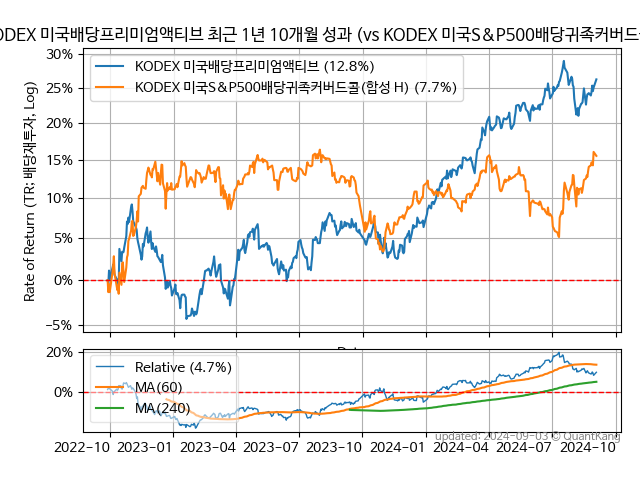 ODEX 미국배당프리미엄액티브 최근 1년 10개월 성과 (vs KODEX 미국S&P500배당귀족커버드
30%
25%
20%
15%
10%
5%
0%
−5%
Rate of Return (TR: 배당재투자, Log)
KODEX 미국배당프리미엄액티브 (12.8%)
KODEX 미국S&P500배당귀족커버드콜(합성 H) (7.7%)
20%
0%
Relative (4.7%)
MA(60)
MA(240)
2022-10 2023-01 2023-04 2023-07 2023-10 2024-01 2024-04 2024-07 2024-10
updated: 2024-09-03 © QuantKang